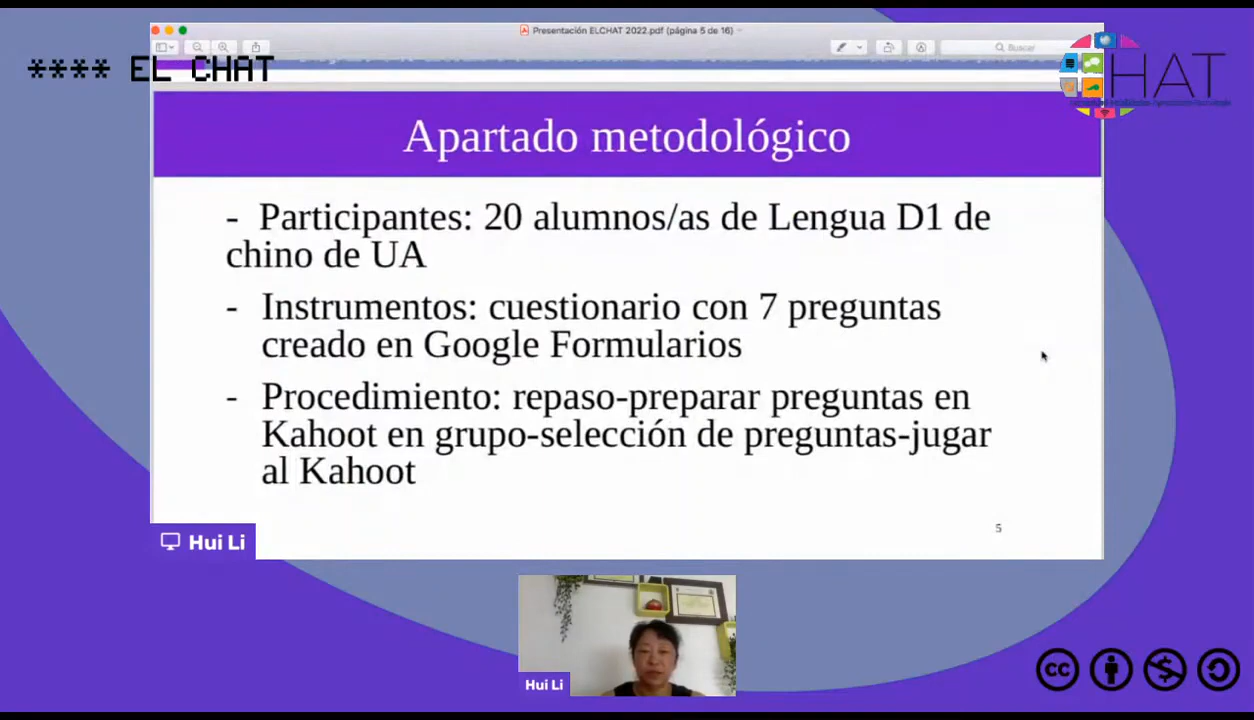 Presentación ELCHAT 2022.pdf (página 5 de 16)
Buscar
**** EL CHAT
HAT
Apartado metodológico
- Participantes: 20 alumnos/as de Lengua D1 de
chino de UA
- Instrumentos: cuestionario con 7 preguntas
creado en Google Formularios
- Procedimiento: repaso-preparar preguntas en
Kahoot en grupo-selección de preguntas-jugar
al Kahoot
5
Hui Li
Hui Li
cc